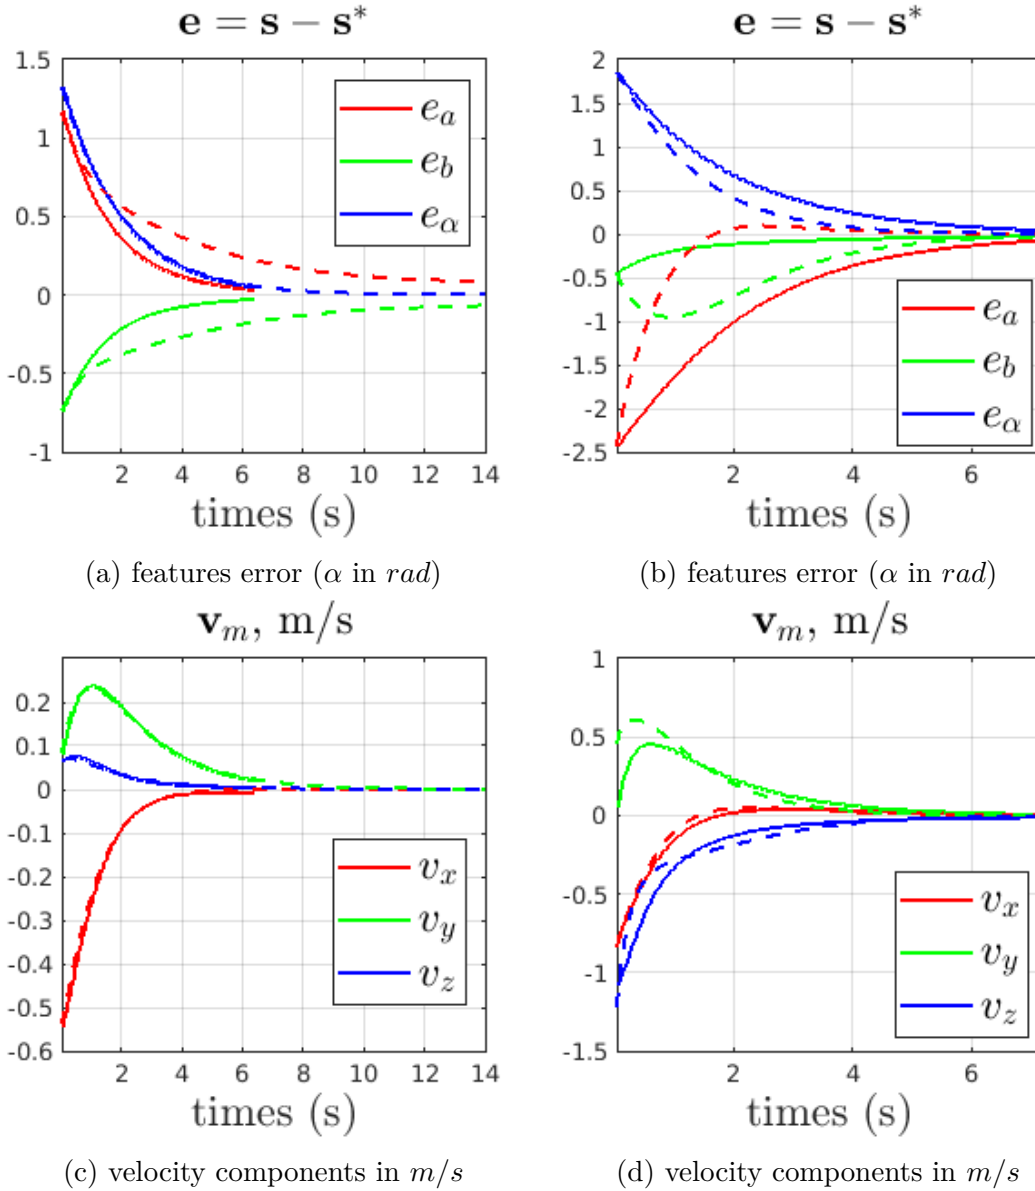 e = s − s*
1.5
1
0.5
0
-0.5
-1
2
4
6
8
10
12
14
e_a
e_b
e_α
times (s)
(a) features error (α in rad)
e = s − s*
2
1.5
1
0.5
0
-0.5
-1
-1.5
-2
-2.5
2
4
6
e_a
e_b
e_α
times (s)
(b) features error (α in rad)
v_m, m/s
0.2
0.1
0
-0.1
-0.2
-0.3
-0.4
-0.5
-0.6
2
4
6
8
10
12
14
v_x
v_y
v_z
times (s)
(c) velocity components in m/s
v_m, m/s
1
0.5
0
-0.5
-1
-1.5
2
4
6
v_x
v_y
v_z
times (s)
(d) velocity components in m/s